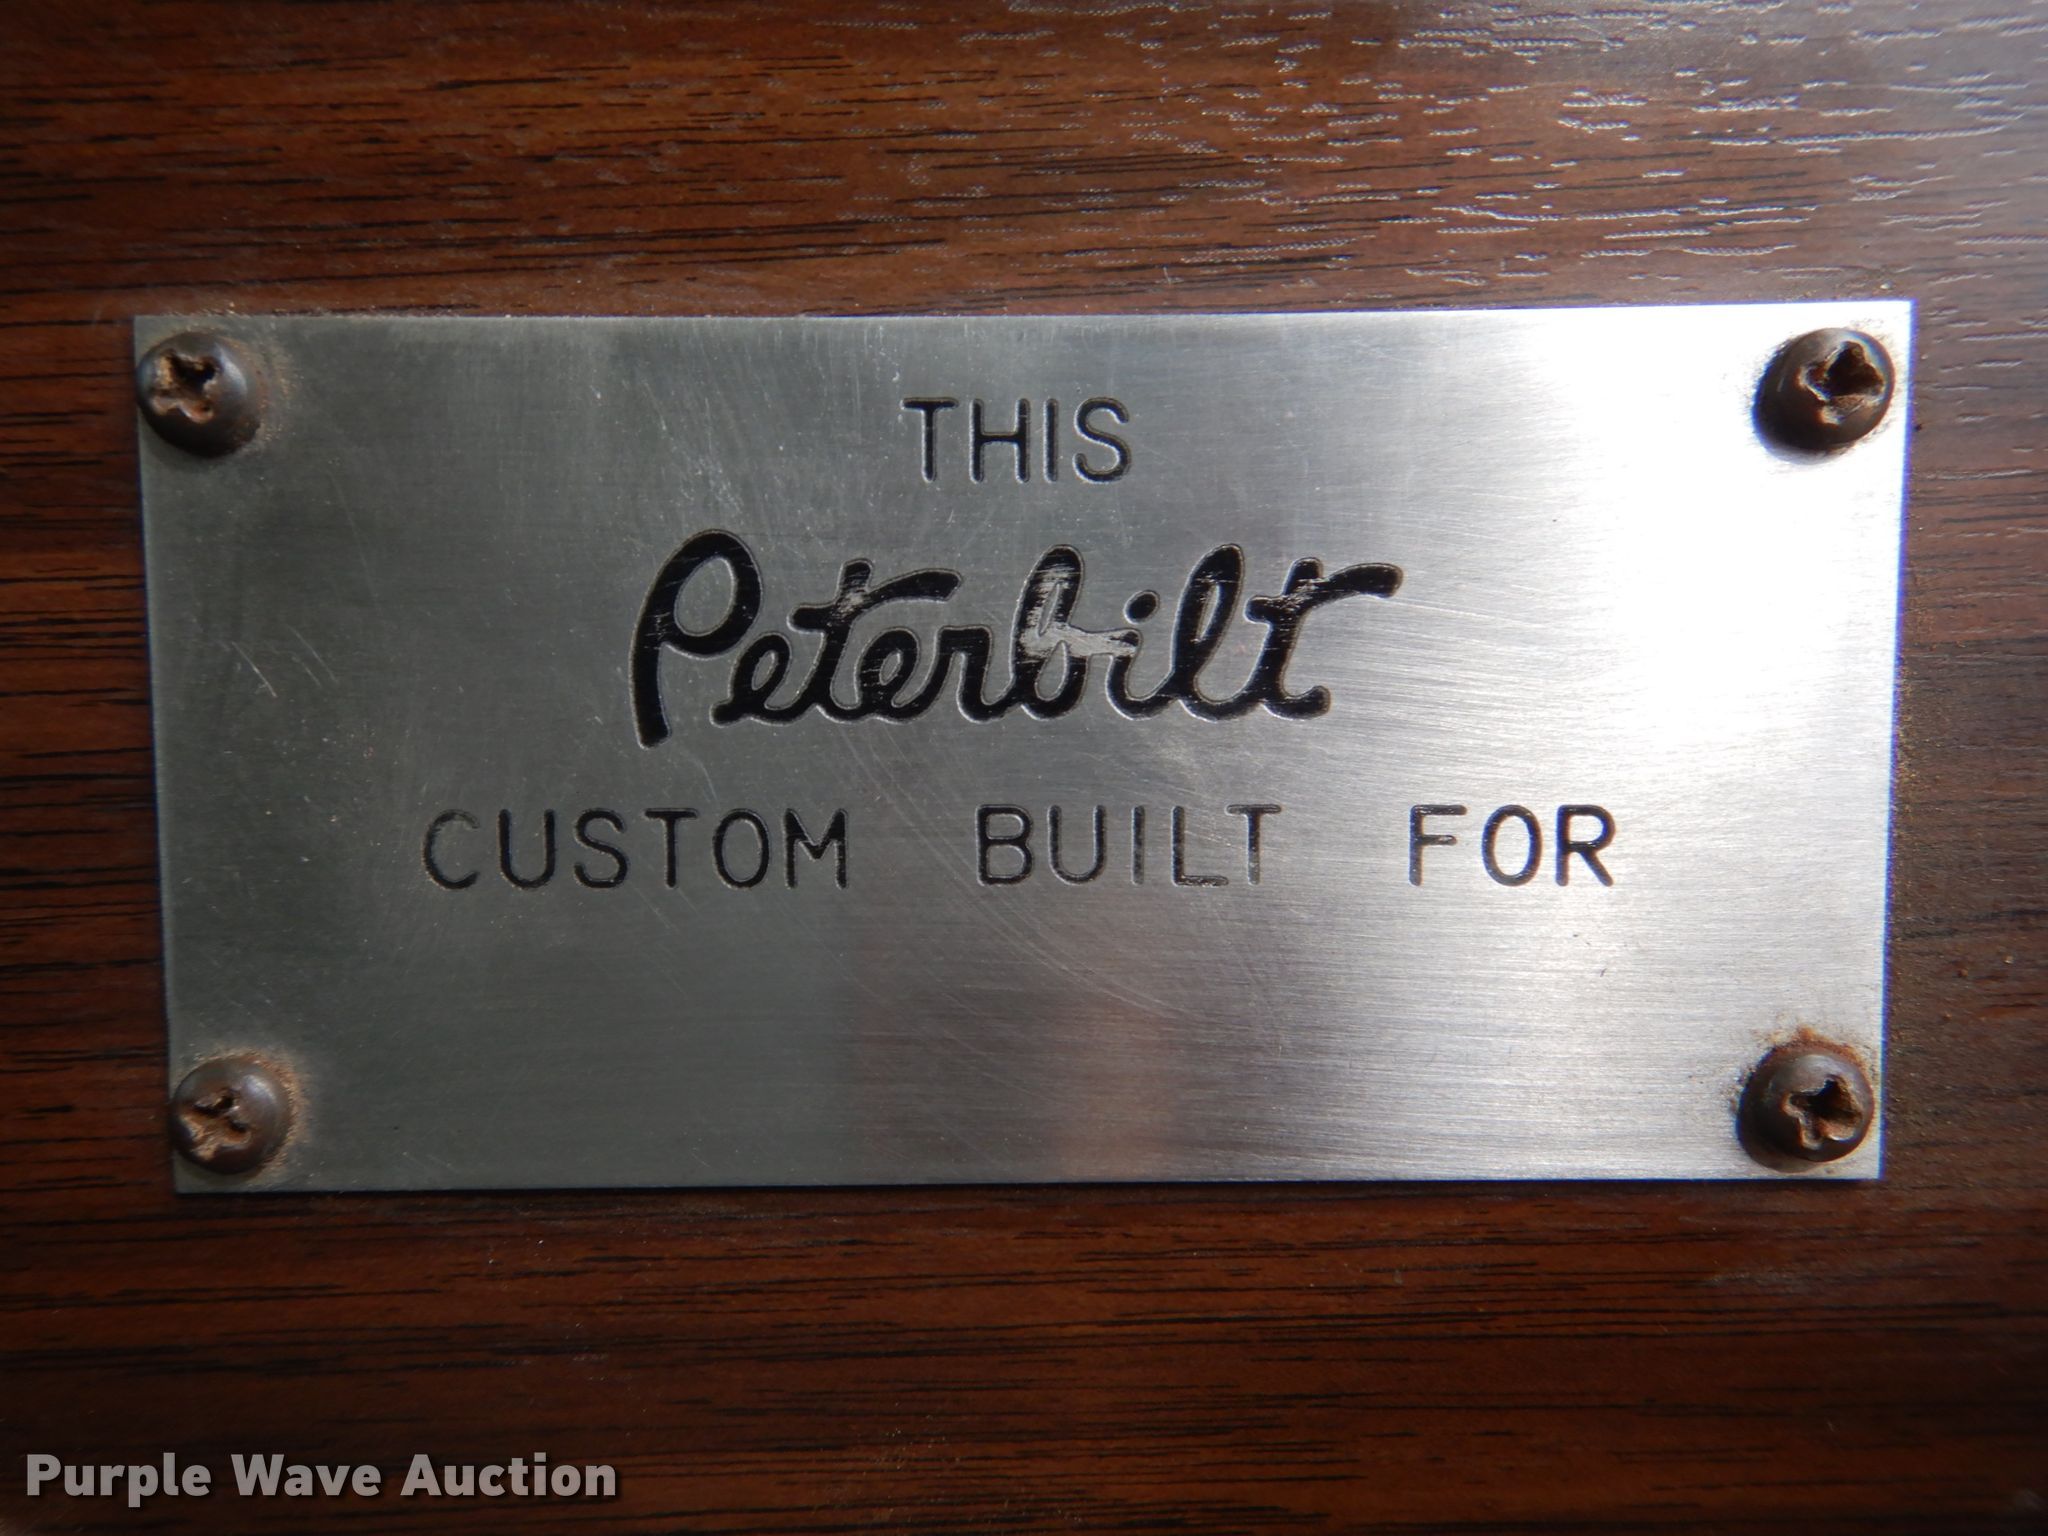 THIS
Peterbilt
CUSTOM BUILT FOR
Purple Wave Auction